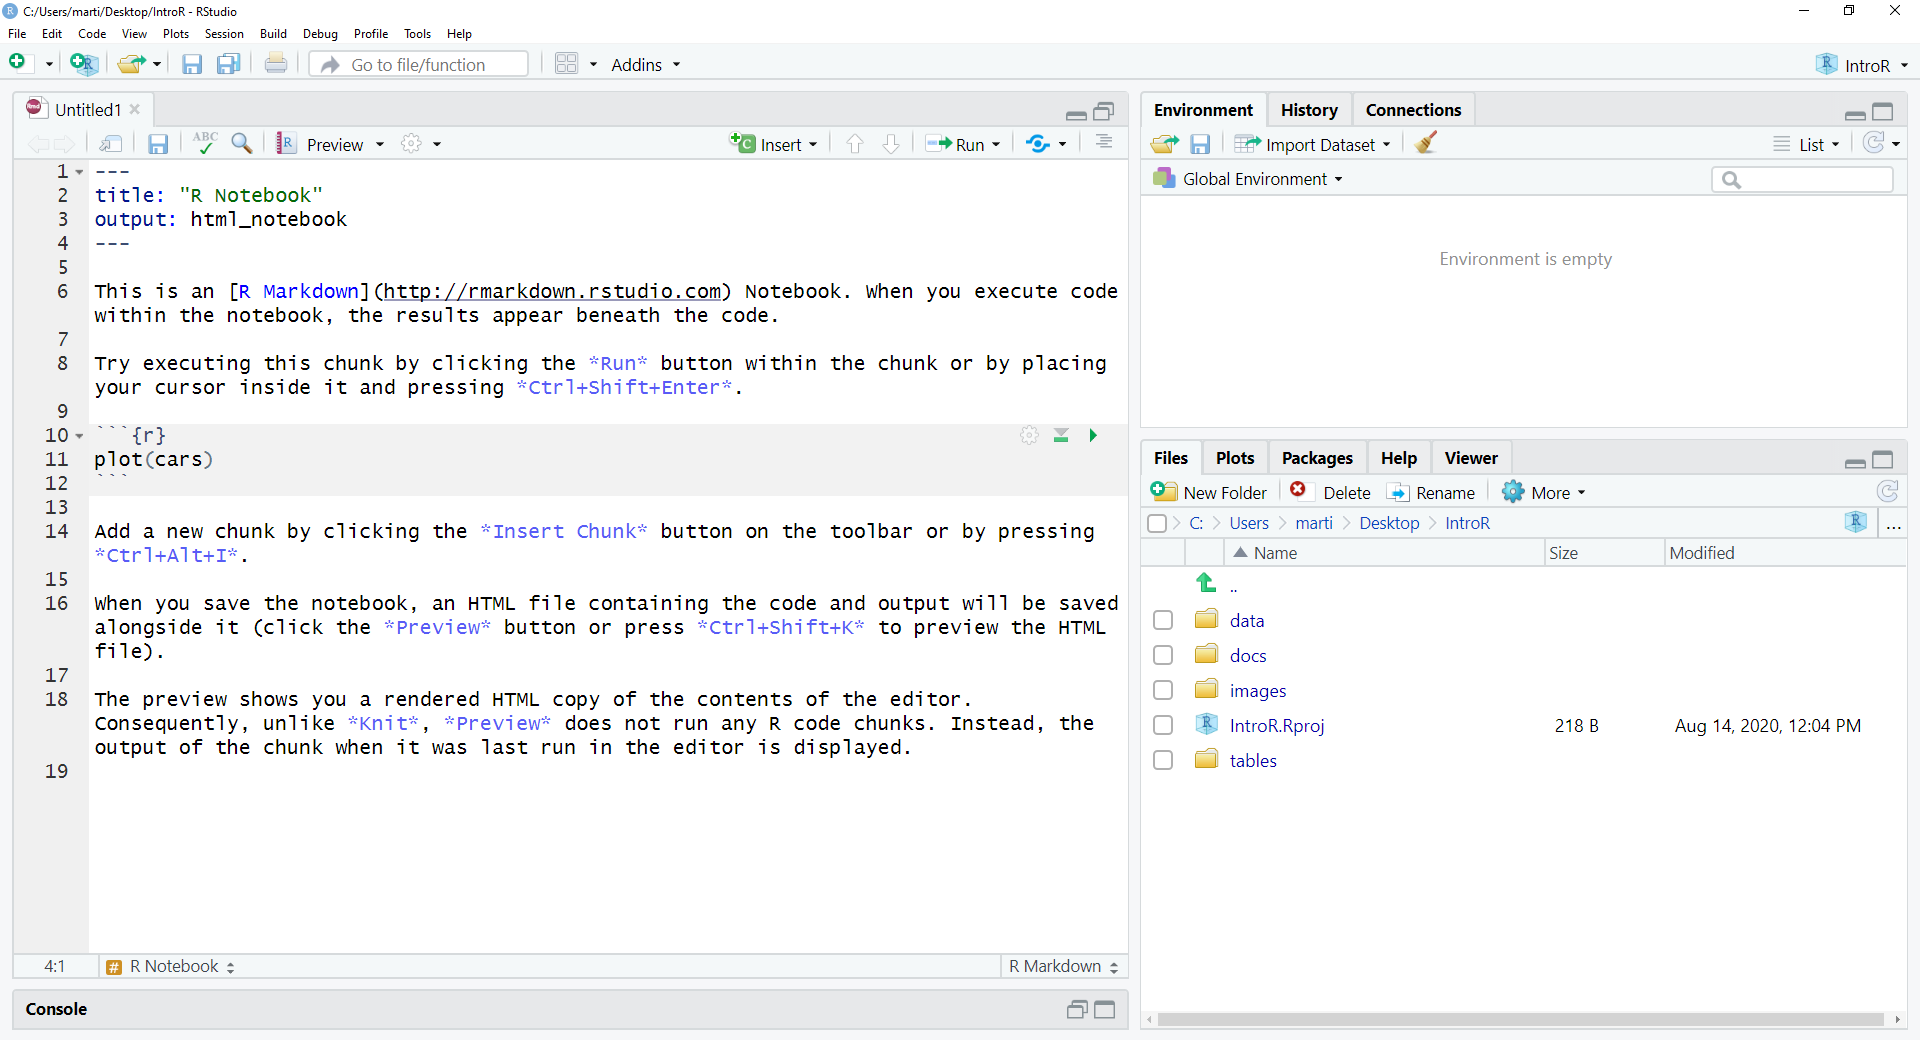 C:/Users/marti/Desktop/IntroR - RStudio
File Edit Code View Plots Session Build Debug Profile Tools Help
Go to file/function Addins IntroR
Untitled1
ABC Preview Insert Run
1 ---
2 title: "R Notebook"
3 output: html_notebook
4 ---
5
6 This is an [R Markdown](http://rmarkdown.rstudio.com) Notebook. When you execute code
within the notebook, the results appear beneath the code.
7
8 Try executing this chunk by clicking the *Run* button within the chunk or by placing
your cursor inside it and pressing *Ctrl+Shift+Enter*.
9
10 ```{r}
11 plot(cars)
12 ```
13
14 Add a new chunk by clicking the *Insert Chunk* button on the toolbar or by pressing
*Ctrl+Alt+I*.
15
16 When you save the notebook, an HTML file containing the code and output will be saved
alongside it (click the *Preview* button or press *Ctrl+Shift+K* to preview the HTML
file).
17
18 The preview shows you a rendered HTML copy of the contents of the editor.
Consequently, unlike *Knit*, *Preview* does not run any R code chunks. Instead, the
output of the chunk when it was last run in the editor is displayed.
19
4:1 # R Notebook R Markdown
Console
Environment History Connections
Import Dataset List
Global Environment
Environment is empty
Files Plots Packages Help Viewer
New Folder Delete Rename More
C: Users marti Desktop IntroR ...
Name Size Modified
..
data
docs
images
IntroR.Rproj 218 B Aug 14, 2020, 12:04 PM
tables